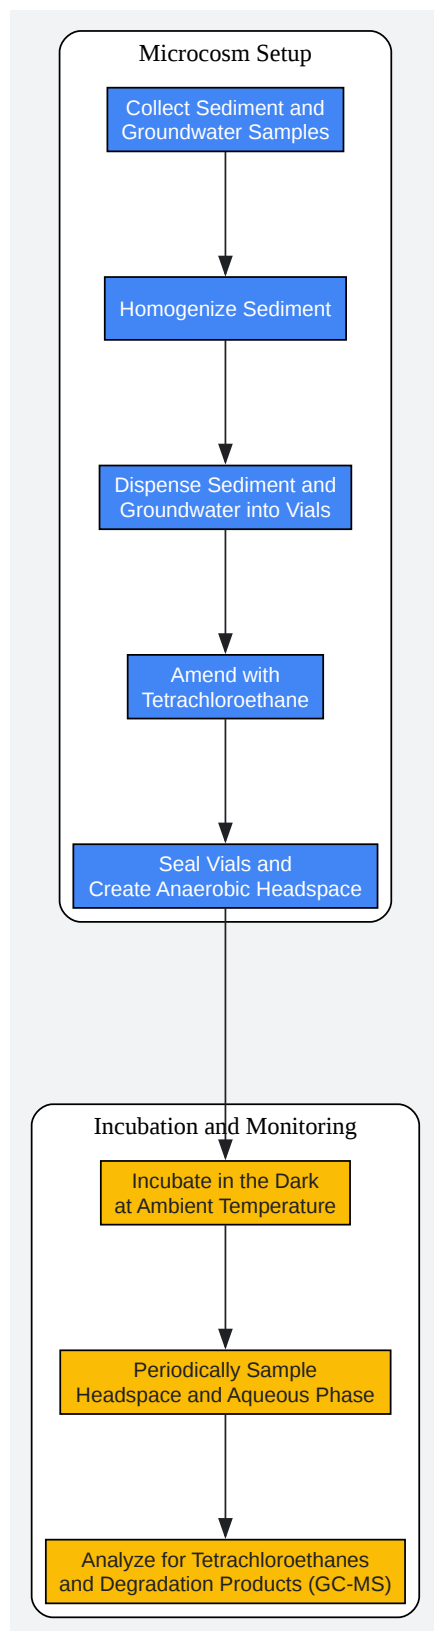 Microcosm Setup
Collect Sediment and
Groundwater Samples
Homogenize Sediment
Dispense Sediment and
Groundwater into Vials
Amend with
Tetrachloroethane
Seal Vials and
Create Anaerobic Headspace
Incubation and Monitoring
Incubate in the Dark
at Ambient Temperature
Periodically Sample
Headspace and Aqueous Phase
Analyze for Tetrachloroethanes
and Degradation Products (GC-MS)